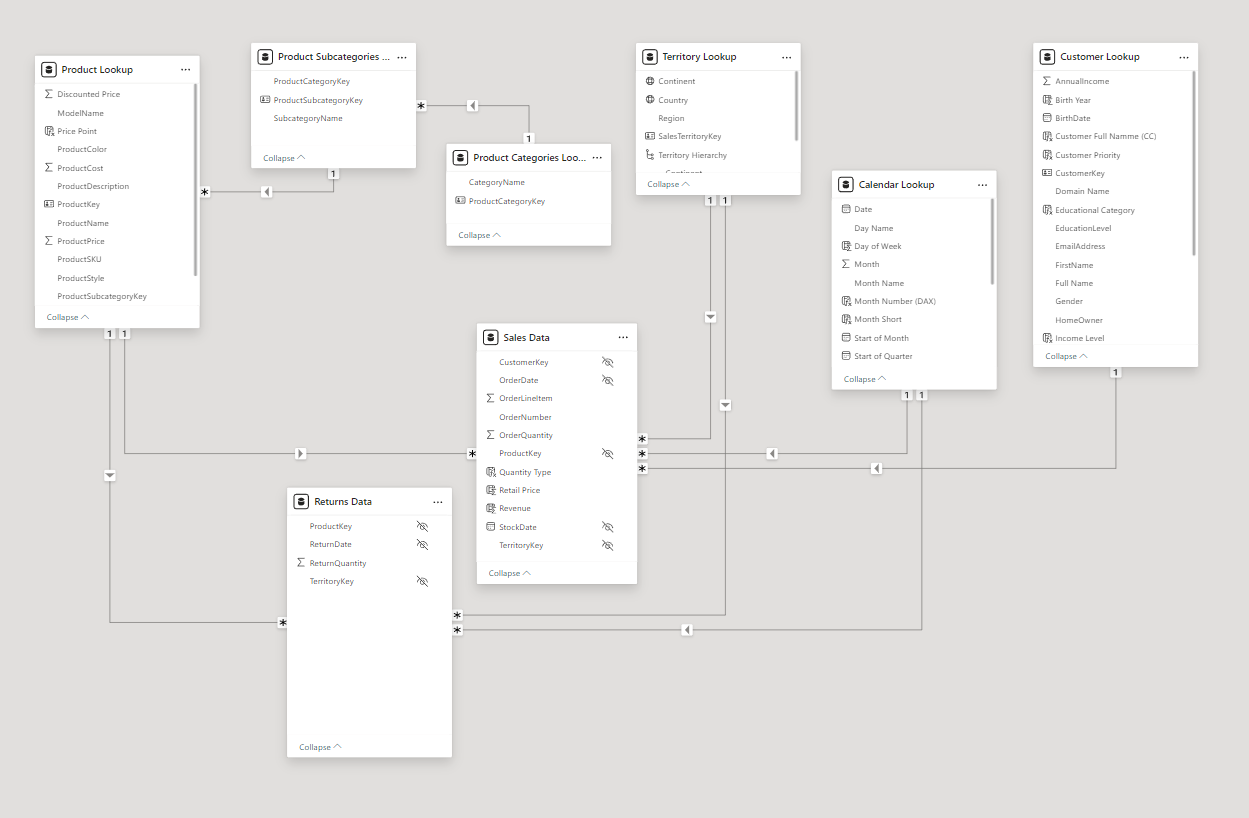 Product Lookup
Discounted Price
ModelName
Price Point
ProductColor
ProductCost
ProductDescription
ProductKey
ProductName
ProductPrice
ProductSKU
ProductStyle
ProductSubcategoryKey
Collapse
1
1
Product Subcategories ...
ProductCategoryKey
ProductSubcategoryKey
SubcategoryName
Collapse
*
1
*
1
Product Categories Loo...
CategoryName
ProductCategoryKey
Collapse
Territory Lookup
Continent
Country
Region
SalesTerritoryKey
Territory Hierarchy
Continent
Collapse
1
1
Calendar Lookup
Date
Day Name
Day of Week
Month
Month Name
Month Number (DAX)
Month Short
Start of Month
Start of Quarter
Collapse
1
1
Customer Lookup
AnnualIncome
Birth Year
BirthDate
Customer Full Namme (CC)
Customer Priority
CustomerKey
Domain Name
Educational Category
EducationLevel
EmailAddress
FirstName
Full Name
Gender
HomeOwner
Income Level
Collapse
1
Sales Data
CustomerKey
OrderDate
OrderLineItem
OrderNumber
OrderQuantity
ProductKey
Quantity Type
Retail Price
Revenue
StockDate
TerritoryKey
Collapse
*
*
*
*
Returns Data
ProductKey
ReturnDate
ReturnQuantity
TerritoryKey
Collapse
*
*
*